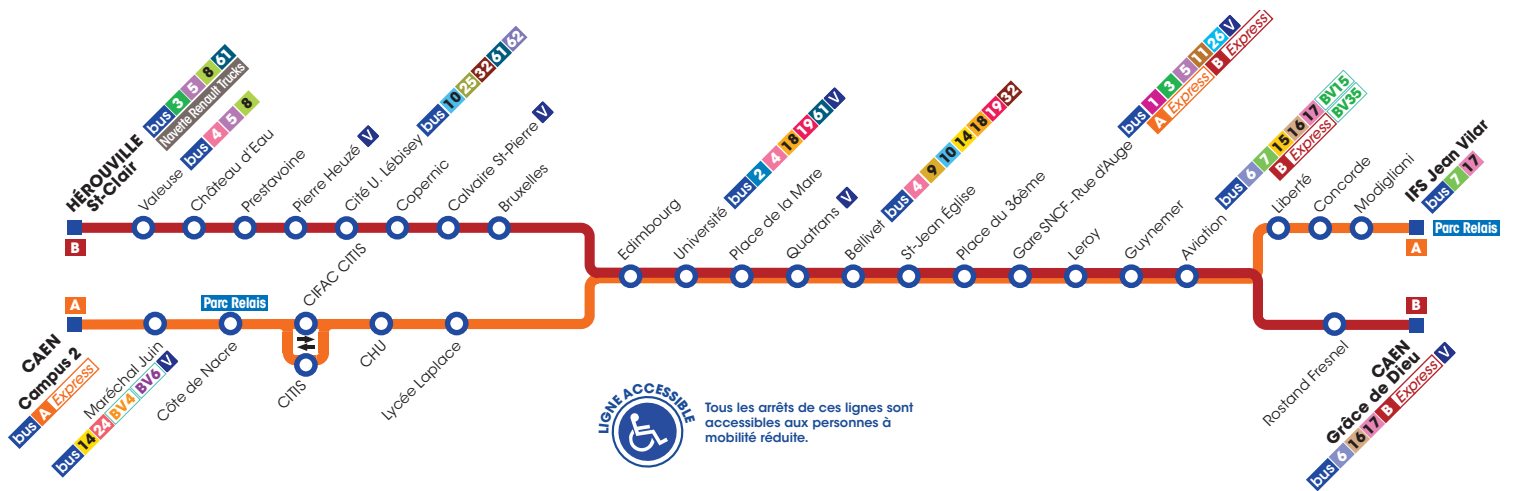 HÉROUVILLE
St-Clair
bus 3 5 8 61
Navette Renault Trucks
B
Valeuse
bus 4 5 8
Château d'Eau
Prestavoine
Pierre Heuzé V
Cité U. Lébisey
bus 10 25 32 61 62
Copernic
Calvaire St-Pierre V
Bruxelles
Edimbourg
Université
bus 2 4 18 19 61 V
Place de la Mare
Quatrans V
Bellivet
bus 4 9 10 14 18 19 32
St-Jean Église
Place du 36ème
Gare SNCF - Rue d'Auge
bus 1 3 5 11 26 V
A Express B Express
Leroy
Guynemer
Aviation
bus 6 7 15 16 17 BV15
B Express BV35
Liberté
Concorde
Modigliani
IFS Jean Vilar
bus 7 17
Parc Relais
A
A
CAEN
Campus 2
bus A Express
Maréchal Juin
bus 14 24 BV4 BV6 V
Parc Relais
Côte de Nacre
CIFAC CITIS
CITIS
CHU
Lycée Laplace
B
Rostand Fresnel
CAEN
Grâce de Dieu
bus 6 16 17 B Express V
LIGNE ACCESSIBLE
Tous les arrêts de ces lignes sont
accessibles aux personnes à
mobilité réduite.